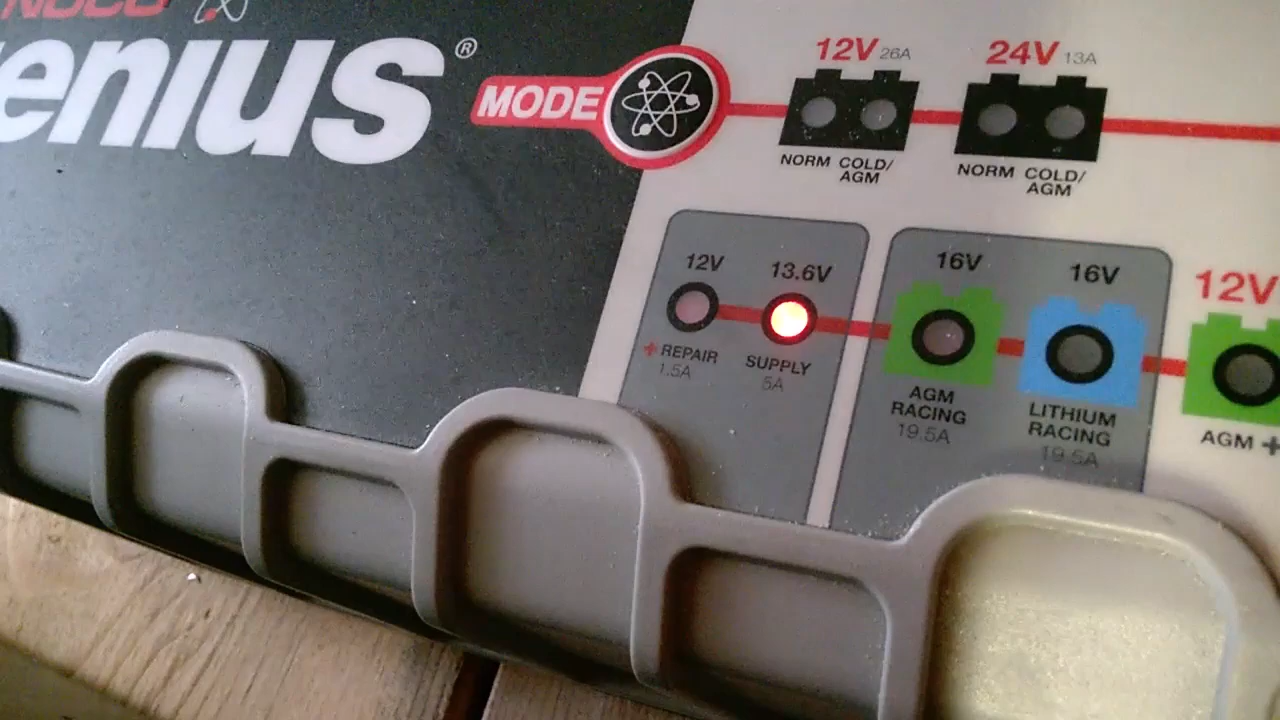 NOCO
enius®
MODE
12V 26A
24V 13A
NORM COLD/
AGM
NORM COLD/
AGM
12V
13.6V
+ REPAIR
1.5A
SUPPLY
5A
16V
16V
AGM
RACING
19.5A
LITHIUM
RACING
19.5A
12V
AGM +